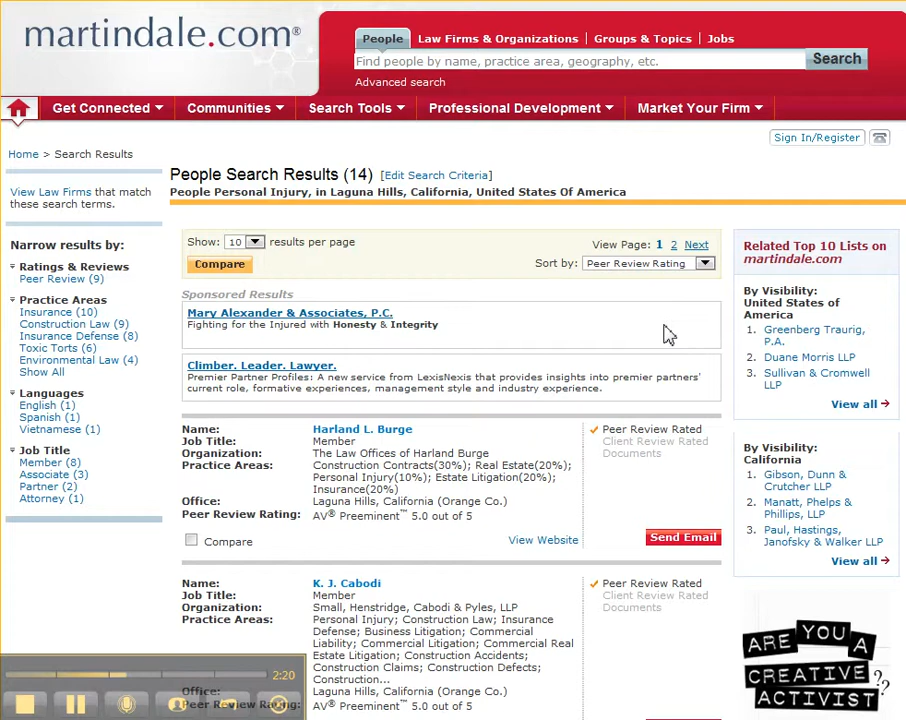 martindale.com®
People
Law Firms & Organizations
Groups & Topics
Jobs
Find people by name, practice area, geography, etc.
Search
Advanced search
Get Connected
Communities
Search Tools
Professional Development
Market Your Firm
Sign In/Register
Home > Search Results
View Law Firms that match
these search terms.
Narrow results by:
Ratings & Reviews
Peer Review (9)
Practice Areas
Insurance (10)
Construction Law (9)
Insurance Defense (8)
Toxic Torts (6)
Environmental Law (4)
Show All
Languages
English (1)
Spanish (1)
Vietnamese (1)
Job Title
Member (8)
Associate (3)
Partner (2)
Attorney (1)
People Search Results (14) [Edit Search Criteria]
People Personal Injury, in Laguna Hills, California, United States Of America
Show: 10 results per page
View Page: 1 2 Next
Compare
Sort by: Peer Review Rating
Sponsored Results
Mary Alexander & Associates, P.C.
Fighting for the Injured with Honesty & Integrity
Climber. Leader. Lawyer.
Premier Partner Profiles: A new service from LexisNexis that provides insights into premier partners'
current role, formative experiences, management style and industry experience.
Name: Harland L. Burge
Job Title: Member
Organization: The Law Offices of Harland Burge
Practice Areas: Construction Contracts(30%); Real Estate(20%);
Personal Injury(10%); Estate Litigation(20%);
Insurance(20%)
Office: Laguna Hills, California (Orange Co.)
Peer Review Rating: AV® Preeminent™ 5.0 out of 5
Peer Review Rated
Client Review Rated
Documents
Compare
View Website
Send Email
Name: K. J. Cabodi
Job Title: Member
Organization: Small, Henstridge, Cabodi & Pyles, LLP
Practice Areas: Personal Injury; Construction Law; Insurance
Defense; Business Litigation; Commercial
Liability; Commercial Litigation; Commercial Real
Estate Litigation; Construction Accidents;
Construction Claims; Construction Defects;
Construction...
Office: Laguna Hills, California (Orange Co.)
Peer Review Rating: AV® Preeminent™ 5.0 out of 5
Peer Review Rated
Client Review Rated
Documents
Related Top 10 Lists on
martindale.com
By Visibility:
United States of
America
1. Greenberg Traurig,
P.A.
2. Duane Morris LLP
3. Sullivan & Cromwell
LLP
View all
By Visibility:
California
1. Gibson, Dunn &
Crutcher LLP
2. Manatt, Phelps &
Phillips, LLP
3. Paul, Hastings,
Janofsky & Walker LLP
View all
ARE YOU A
CREATIVE
ACTIVIST
??
2:20